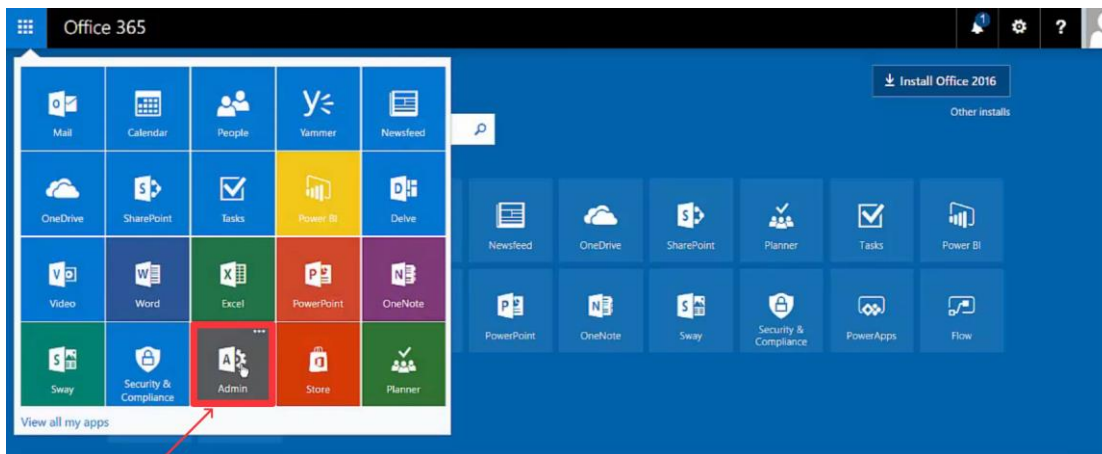 Office 365
1
?
Install Office 2016
Other installs
Mail Calendar People Yammer Newsfeed
OneDrive SharePoint Tasks Power BI Delve
Video Word Excel PowerPoint OneNote
Sway Security & Compliance Admin Store Planner
View all my apps
Newsfeed OneDrive SharePoint Planner Tasks Power BI
PowerPoint OneNote Sway Security & Compliance PowerApps Flow